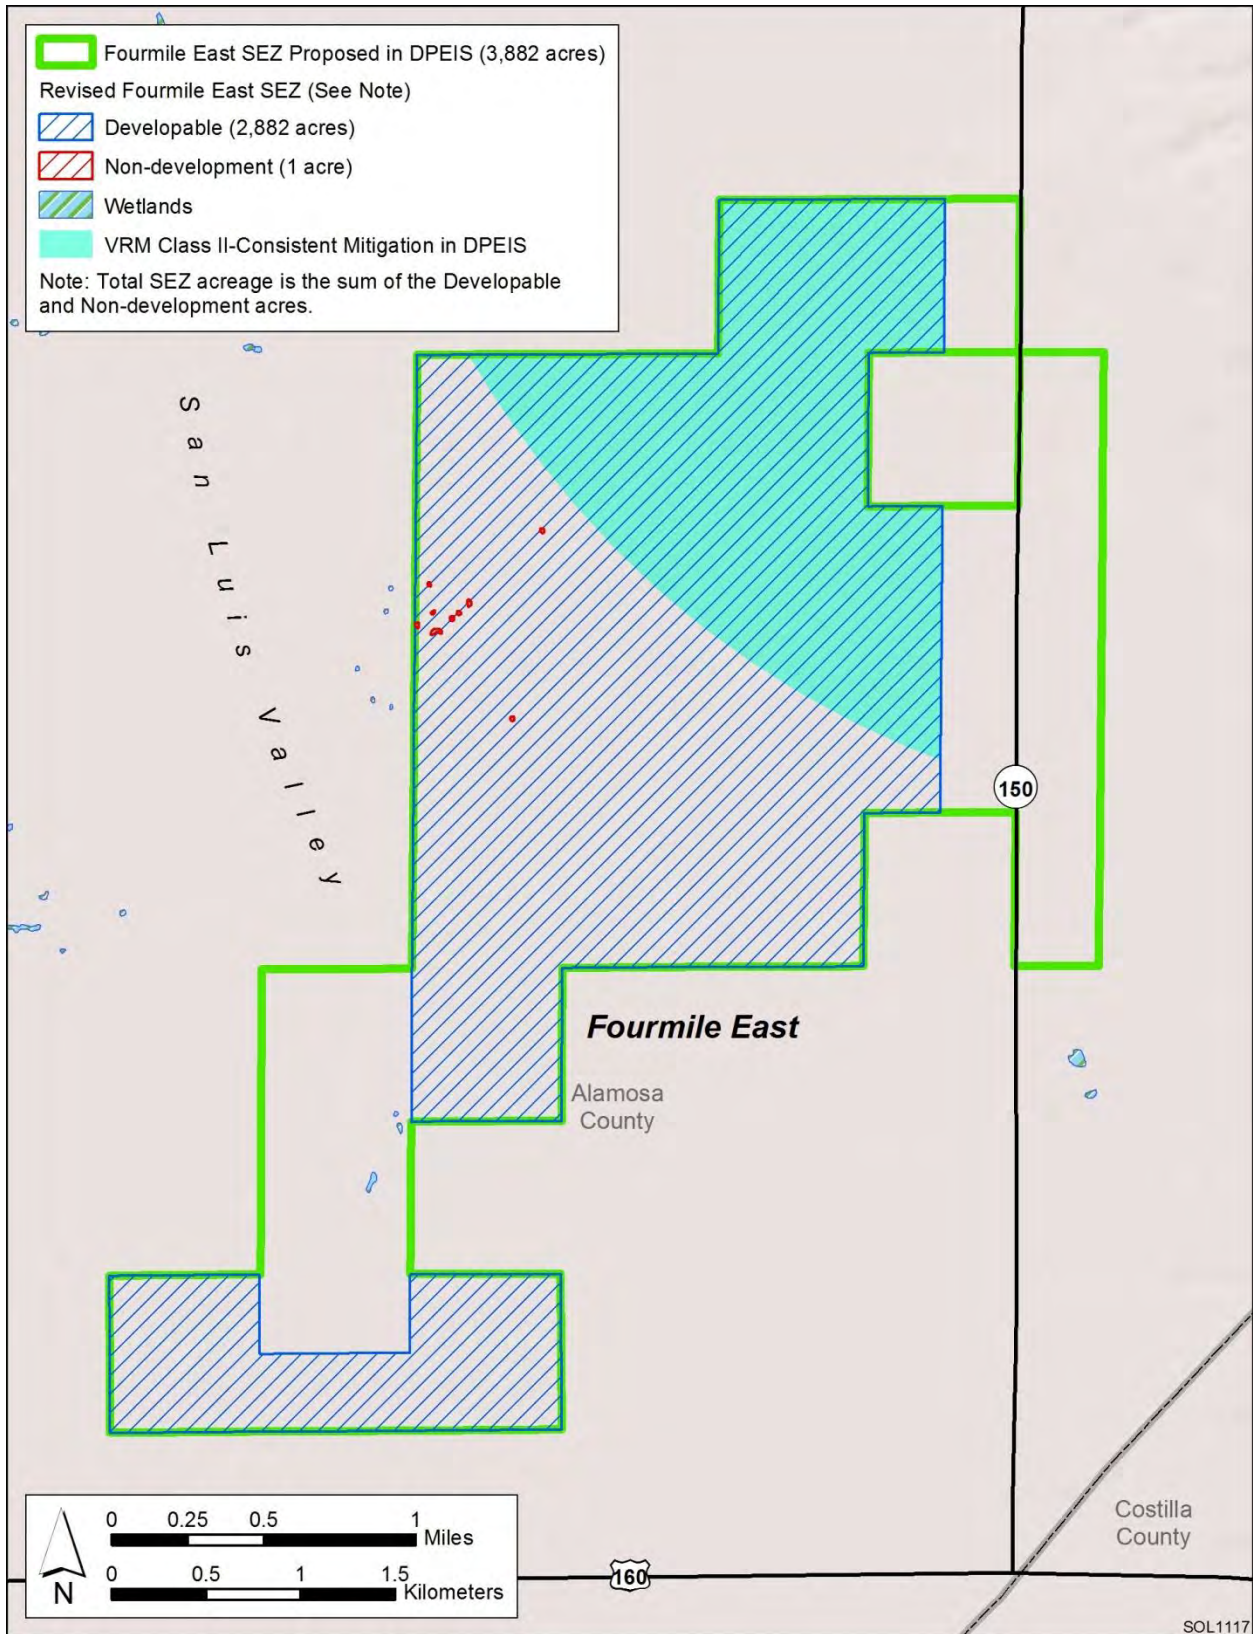 Fourmile East SEZ Proposed in DPEIS (3,882 acres)
Revised Fourmile East SEZ (See Note)
Developable (2,882 acres)
Non-development (1 acre)
Wetlands
VRM Class II-Consistent Mitigation in DPEIS
Note: Total SEZ acreage is the sum of the Developable
and Non-development acres.
San Luis Valley
150
Fourmile East
Alamosa
County
Costilla
County
0 0.25 0.5 1
Miles
0 0.5 1 1.5
Kilometers
N
160
SOL1117